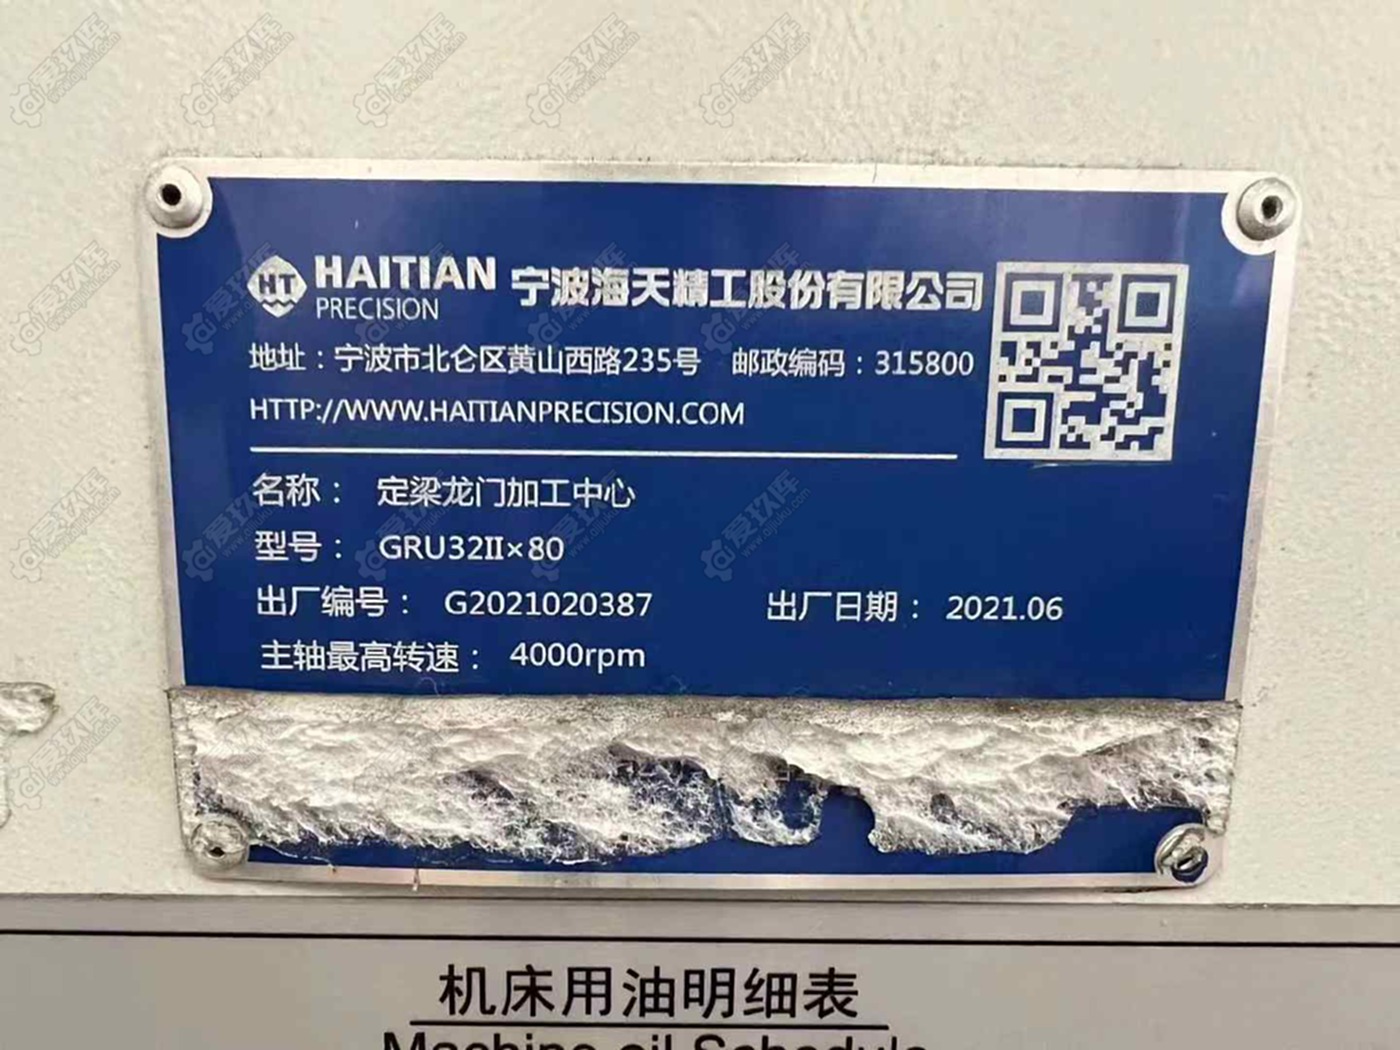 HT HAITIAN PRECISION 宁波海天精工股份有限公司
地址：宁波市北仑区黄山西路235号 邮政编码：315800
HTTP://WWW.HAITIANPRECISION.COM
名称： 定梁龙门加工中心
型号： GRU32II×80
出厂编号： G2021020387 出厂日期： 2021.06
主轴最高转速： 4000rpm
机床用油明细表
Machine oil Schedule